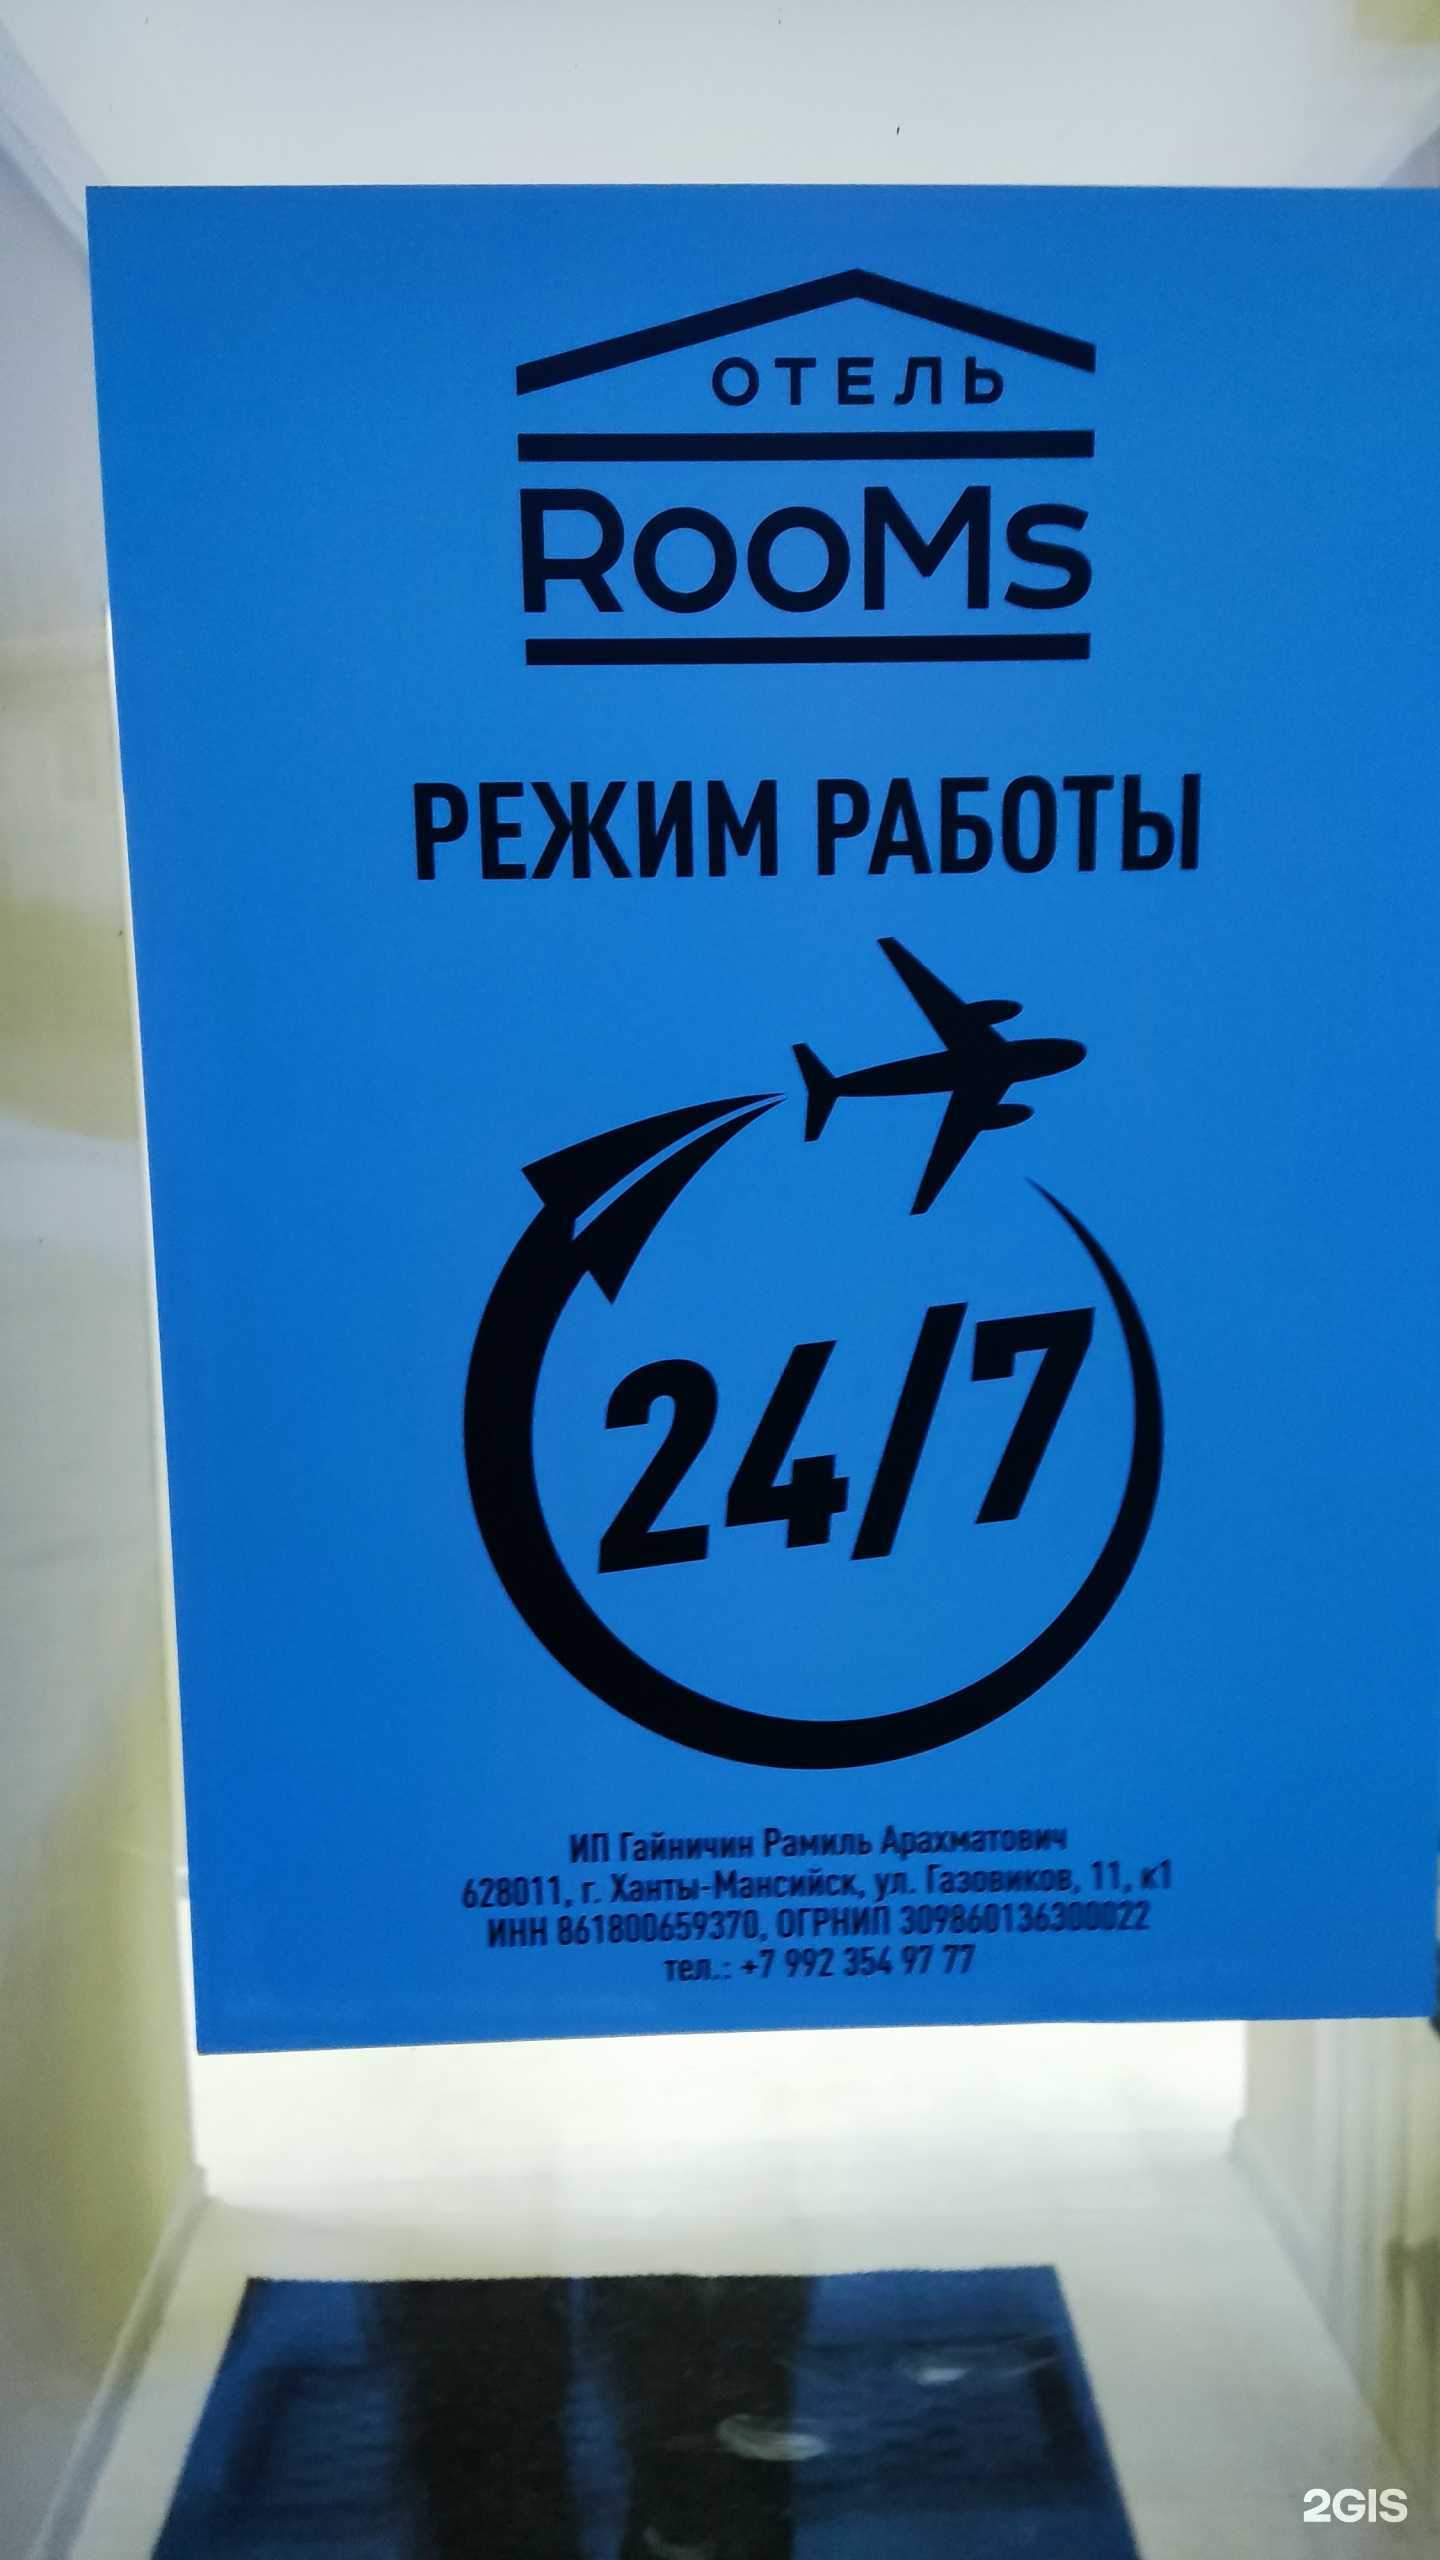 ОТЕЛЬ
RooMs
РЕЖИМ РАБОТЫ
24/7
ИП Гайничин Рамиль Арахматович
628011, г. Ханты-Мансийск, ул. Газовиков, 11, к1
ИНН 861800659370, ОГРНИП 309860136300022
тел.: +7 992 354 97 77
2GIS